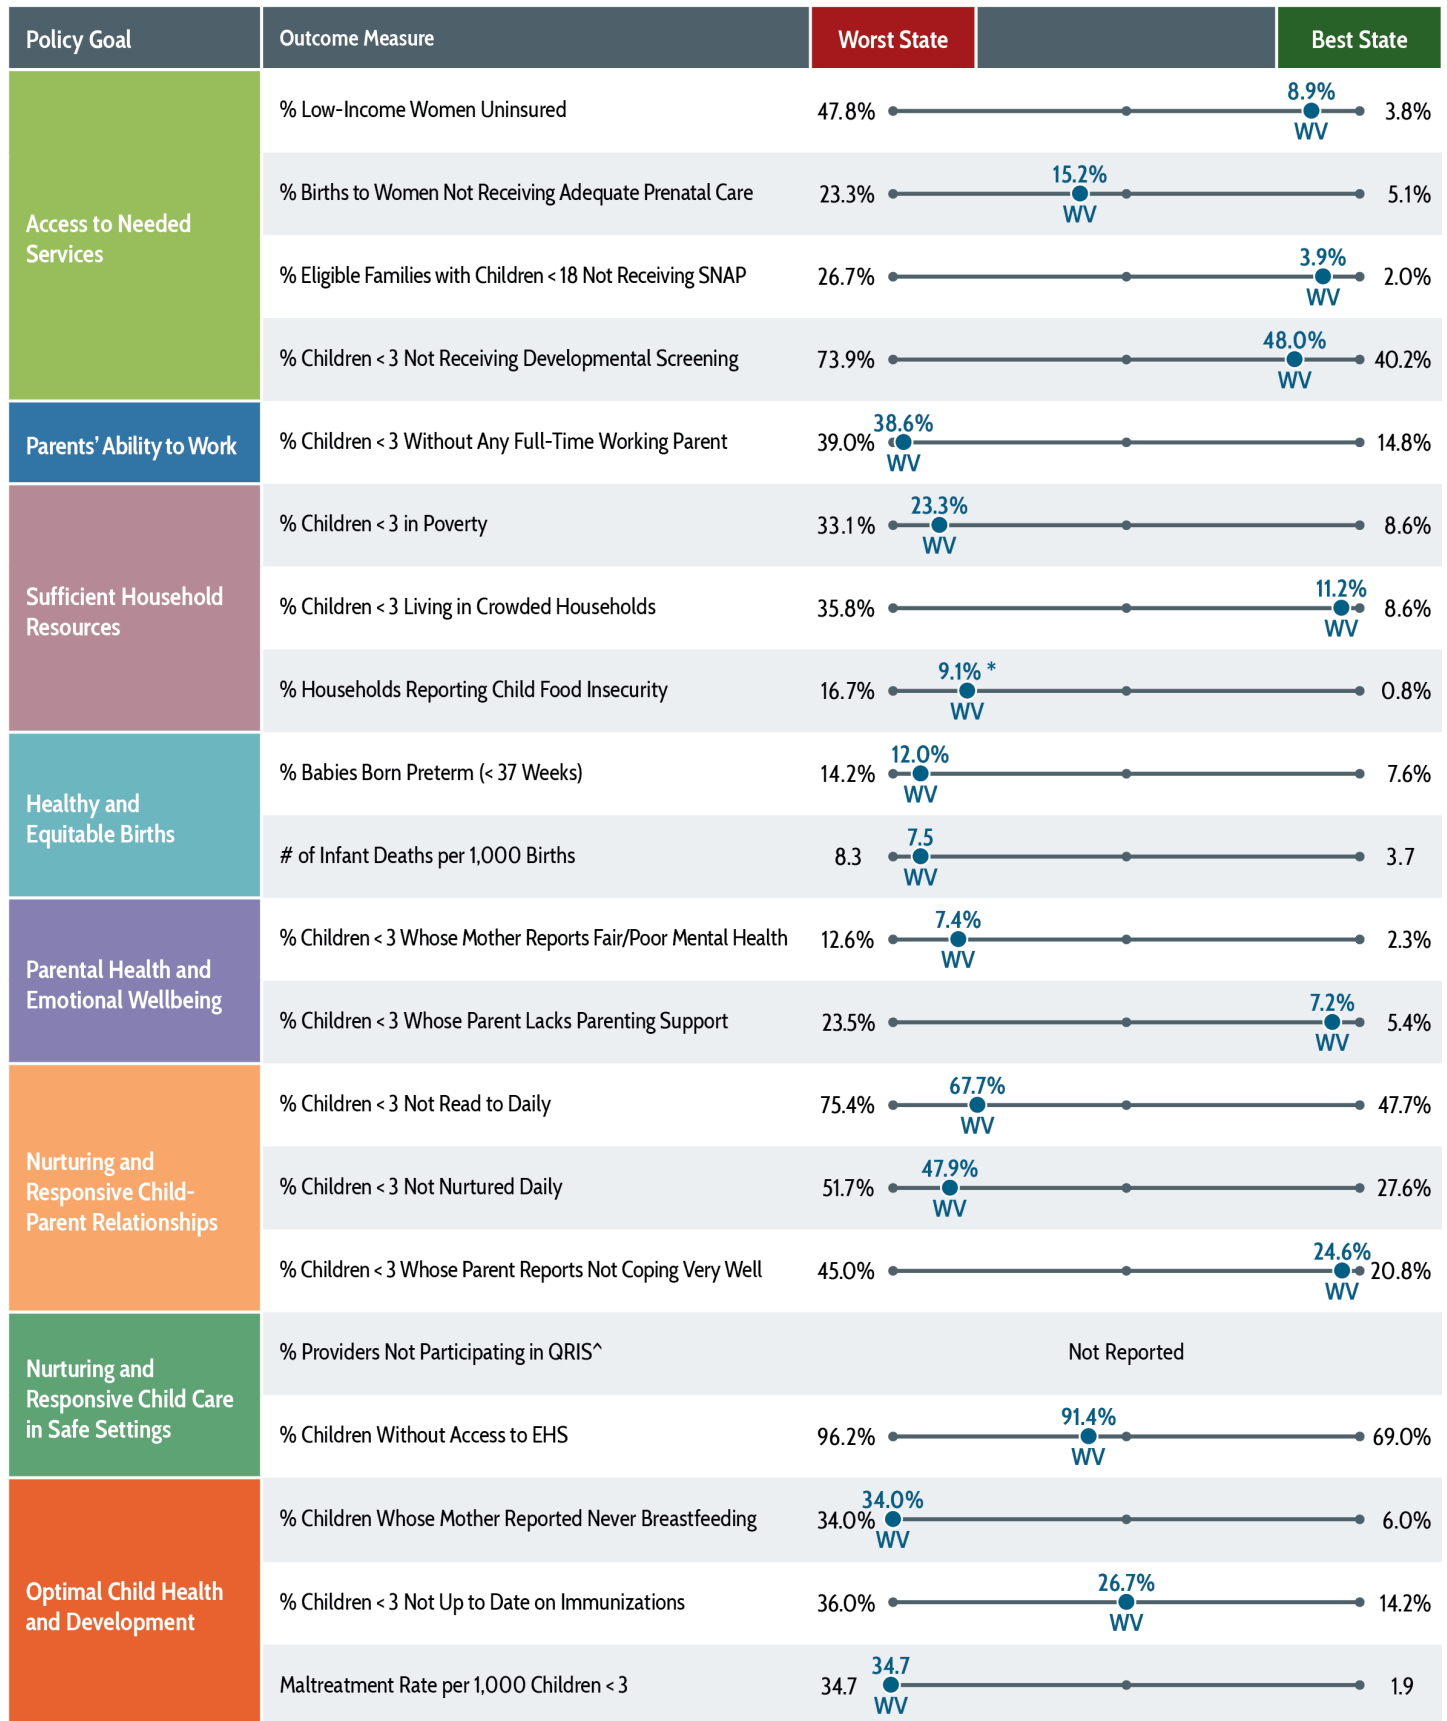 Policy Goal
Outcome Measure
Worst State
Best State
Access to Needed
Services
% Low-Income Women Uninsured
47.8%
8.9%
WV
3.8%
% Births to Women Not Receiving Adequate Prenatal Care
23.3%
15.2%
WV
5.1%
% Eligible Families with Children < 18 Not Receiving SNAP
26.7%
3.9%
WV
2.0%
% Children < 3 Not Receiving Developmental Screening
73.9%
48.0%
WV
40.2%
Parents' Ability to Work
% Children < 3 Without Any Full-Time Working Parent
39.0%
38.6%
WV
14.8%
Sufficient Household
Resources
% Children < 3 in Poverty
33.1%
23.3%
WV
8.6%
% Children < 3 Living in Crowded Households
35.8%
11.2%
WV
8.6%
% Households Reporting Child Food Insecurity
16.7%
9.1% *
WV
0.8%
Healthy and
Equitable Births
% Babies Born Preterm (< 37 Weeks)
14.2%
12.0%
WV
7.6%
# of Infant Deaths per 1,000 Births
8.3
7.5
WV
3.7
Parental Health and
Emotional Wellbeing
% Children < 3 Whose Mother Reports Fair/Poor Mental Health
12.6%
7.4%
WV
2.3%
% Children < 3 Whose Parent Lacks Parenting Support
23.5%
7.2%
WV
5.4%
Nurturing and
Responsive Child-
Parent Relationships
% Children < 3 Not Read to Daily
75.4%
67.7%
WV
47.7%
% Children < 3 Not Nurtured Daily
51.7%
47.9%
WV
27.6%
% Children < 3 Whose Parent Reports Not Coping Very Well
45.0%
24.6%
WV
20.8%
Nurturing and
Responsive Child Care
in Safe Settings
% Providers Not Participating in QRIS^
Not Reported
% Children Without Access to EHS
96.2%
91.4%
WV
69.0%
Optimal Child Health
and Development
% Children Whose Mother Reported Never Breastfeeding
34.0%
34.0%
WV
6.0%
% Children < 3 Not Up to Date on Immunizations
36.0%
26.7%
WV
14.2%
Maltreatment Rate per 1,000 Children < 3
34.7
34.7
WV
1.9